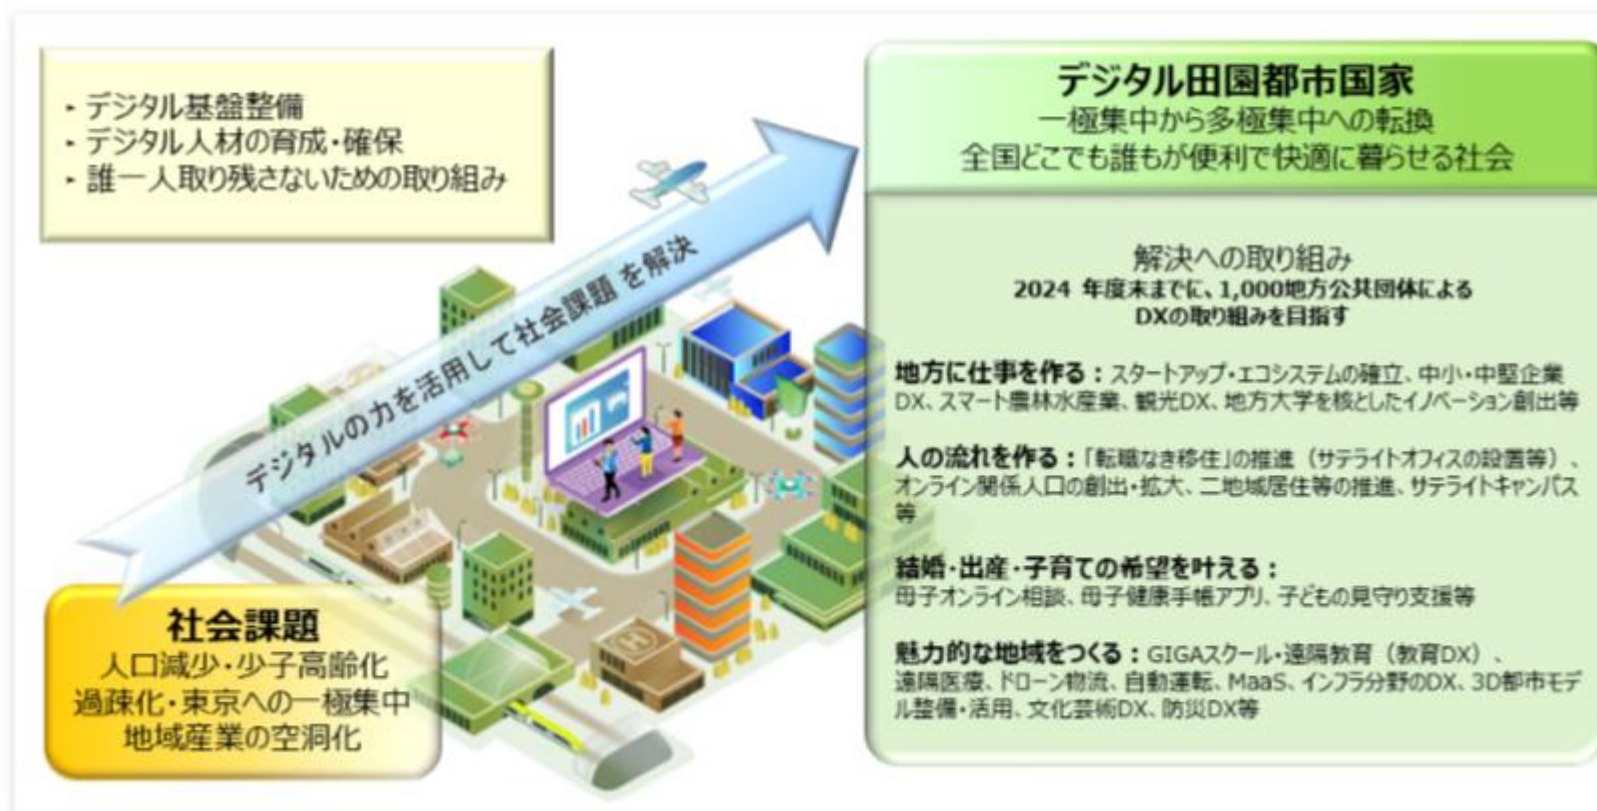 ・デジタル基盤整備
・デジタル人材の育成・確保
・誰一人取り残さないための取り組み
デジタルの力を活用して社会課題を解決
社会課題
人口減少・少子高齢化
過疎化・東京への一極集中
地域産業の空洞化
デジタル田園都市国家
一極集中から多極集中への転換
全国どこでも誰もが便利で快適に暮らせる社会
解決への取り組み
2024 年度末までに、1,000地方公共団体による
DXの取り組みを目指す
地方に仕事を作る：スタートアップ・エコシステムの確立、中小・中堅企業
DX、スマート農林水産業、観光DX、地方大学を核としたイノベーション創出等
人の流れを作る：「転職なき移住」の推進（サテライトオフィスの設置等）、
オンライン関係人口の創出・拡大、二地域居住等の推進、サテライトキャンパス
等
結婚・出産・子育ての希望を叶える：
母子オンライン相談、母子健康手帳アプリ、子どもの見守り支援等
魅力的な地域をつくる：GIGAスクール・遠隔教育（教育DX）、
遠隔医療、ドローン物流、自動運転、MaaS、インフラ分野のDX、3D都市モデ
ル整備・活用、文化芸術DX、防災DX等